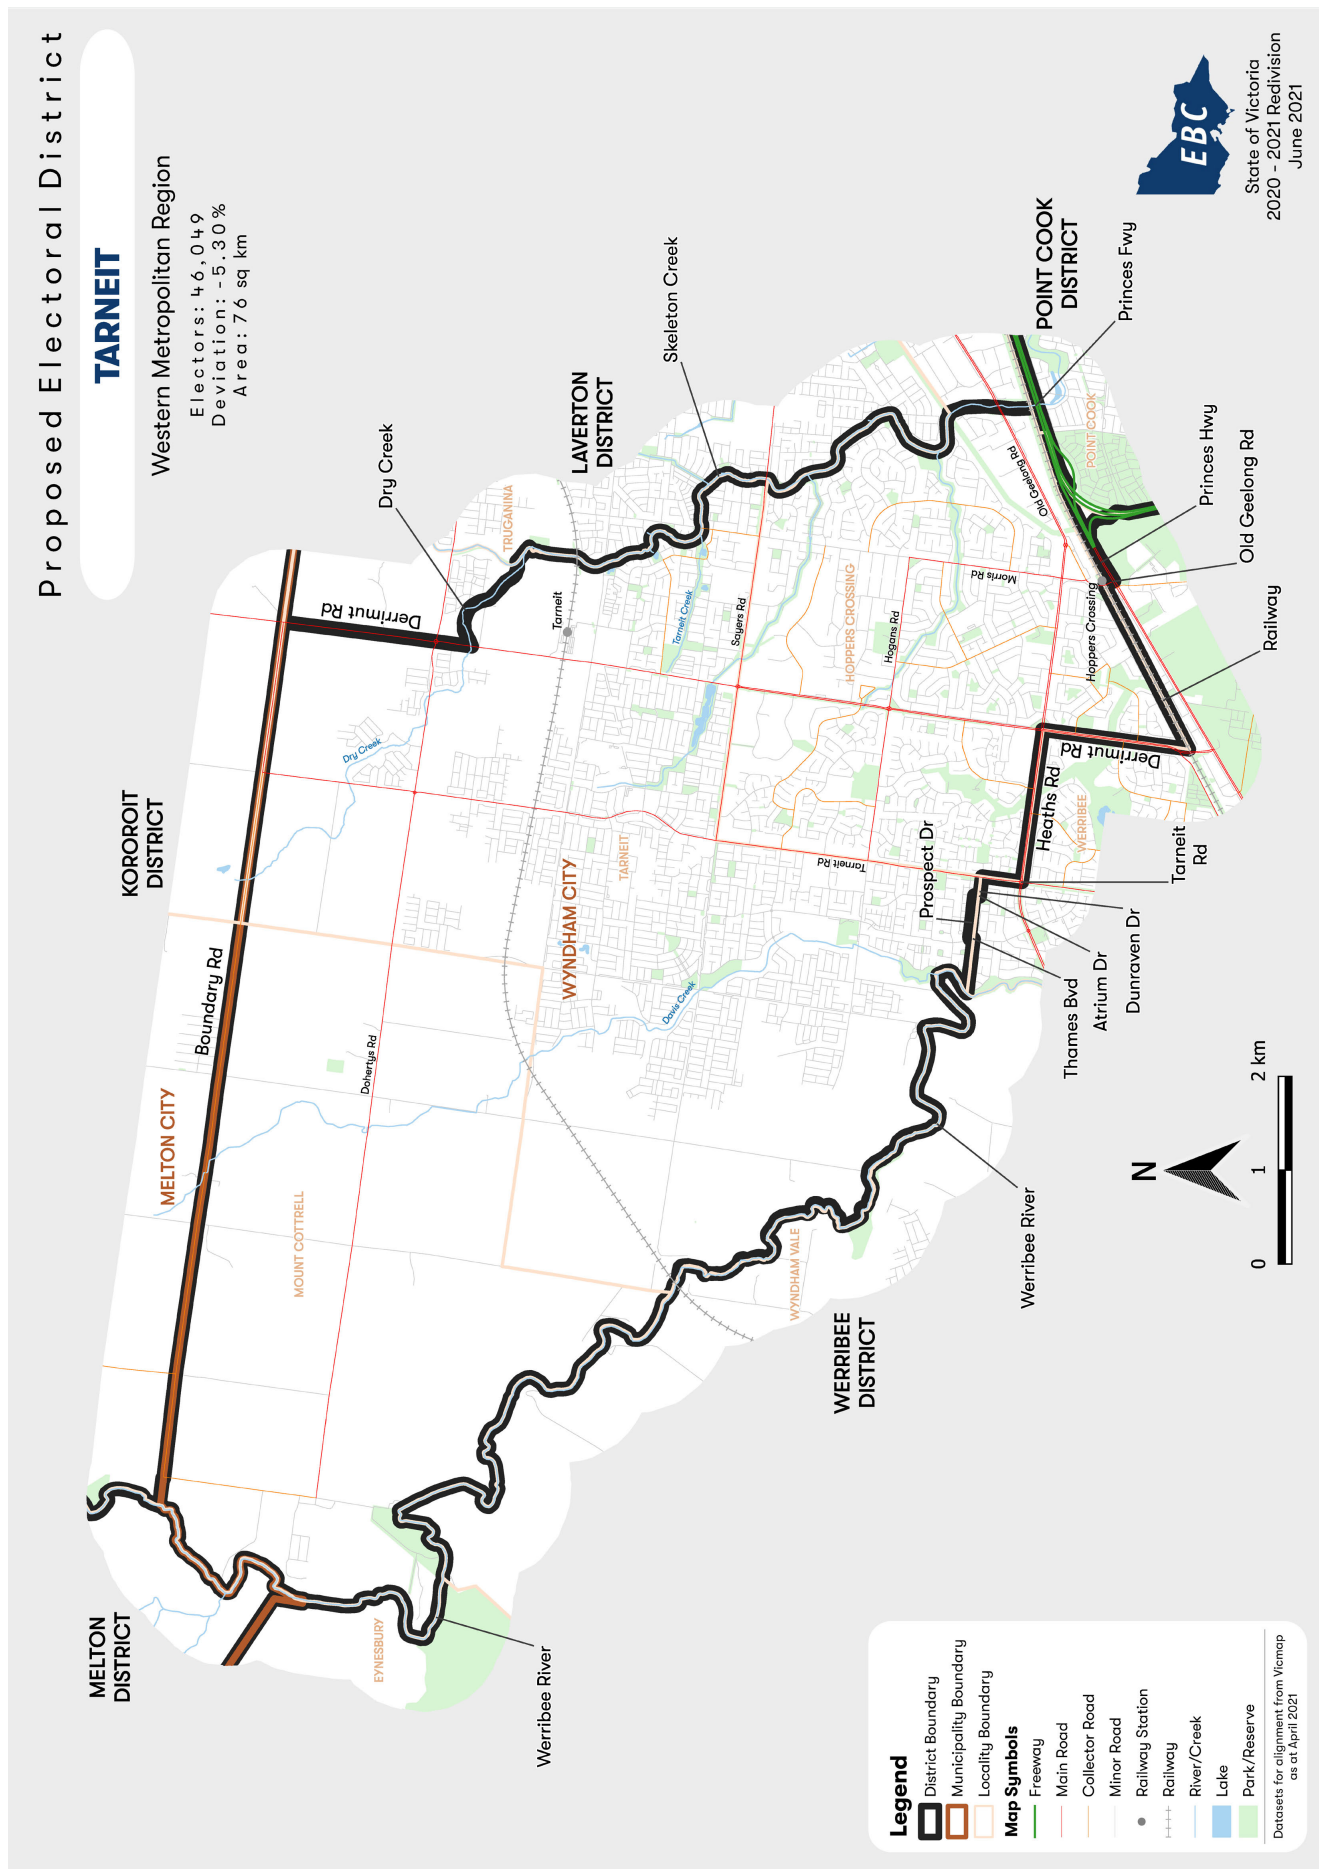 Proposed Electoral District
TARNEIT
Western Metropolitan Region
Electors: 46,049
Deviation: -5.30%
Area: 76 sq km
MELTON
DISTRICT
KOROROIT
DISTRICT
LAVERTON
DISTRICT
POINT COOK
DISTRICT
WERRIBEE
DISTRICT
MELTON CITY
WYNDHAM CITY
MOUNT COTTRELL
EYNESBURY
TRUGANINA
TARNEIT
HOPPERS CROSSING
WYNDHAM VALE
WERRIBEE
POINT COOK
Boundary Rd
Derrimut Rd
Dry Creek
Dry Creek
Skeleton Creek
Tarneit
Tarneit Creek
Sayers Rd
Dohertys Rd
Davis Creek
Tarneit Rd
Hogans Rd
Morris Rd
Old Geelong Rd
Hoppers Crossing
Derrimut Rd
Heaths Rd
Prospect Dr
Princes Fwy
Princes Hwy
Old Geelong Rd
Railway
Tarneit
Rd
Dunraven Dr
Atrium Dr
Thames Bvd
Werribee River
Werribee River
N
0
1
2 km
EBC
State of Victoria
2020 - 2021 Redivision
June 2021
Legend
District Boundary
Municipality Boundary
Locality Boundary
Map Symbols
Freeway
Main Road
Collector Road
Minor Road
Railway Station
Railway
River/Creek
Lake
Park/Reserve
Datasets for alignment from Vicmap
as at April 2021